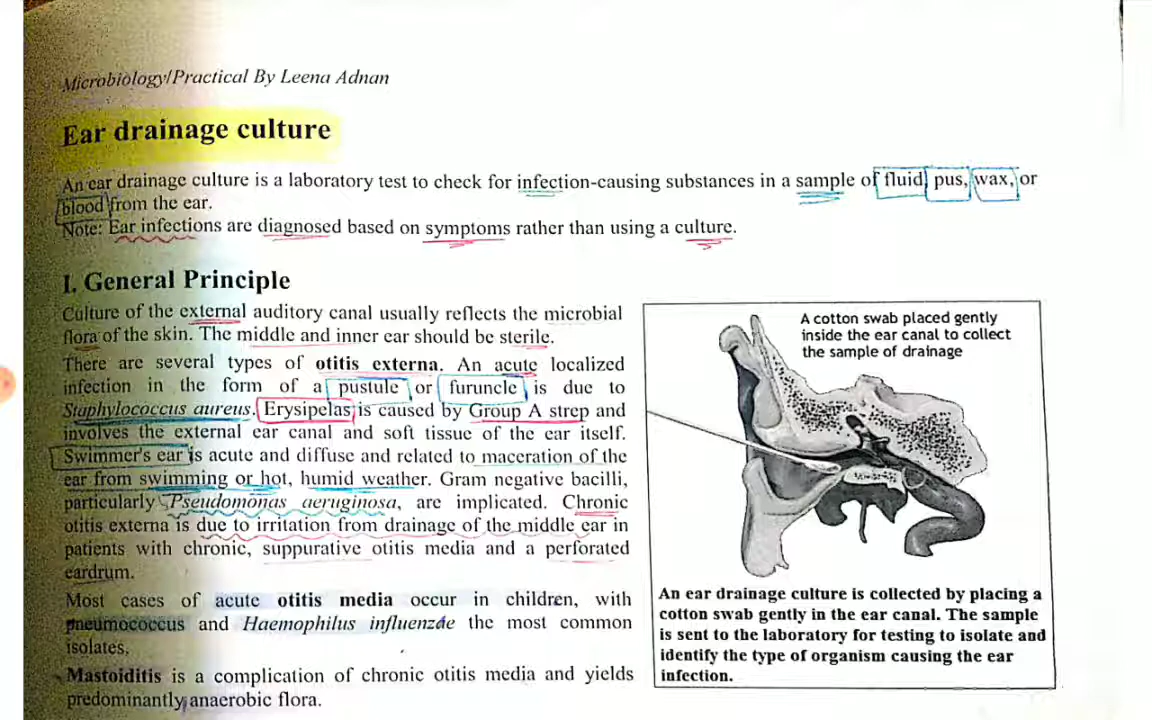 Microbiology/Practical By Leena Adnan
Ear drainage culture
An ear drainage culture is a laboratory test to check for infection-causing substances in a sample of fluid, pus, wax, or
blood from the ear.
Note: Ear infections are diagnosed based on symptoms rather than using a culture.
I. General Principle
Culture of the external auditory canal usually reflects the microbial
flora of the skin. The middle and inner ear should be sterile.
There are several types of otitis externa. An acute localized
infection in the form of a pustule or furuncle is due to
Staphylococcus aureus. Erysipelas is caused by Group A strep and
involves the external ear canal and soft tissue of the ear itself.
Swimmer's ear is acute and diffuse and related to maceration of the
ear from swimming or hot, humid weather. Gram negative bacilli,
particularly Pseudomonas aeruginosa, are implicated. Chronic
otitis externa is due to irritation from drainage of the middle ear in
patients with chronic, suppurative otitis media and a perforated
eardrum.
Most cases of acute otitis media occur in children, with
pneumococcus and Haemophilus influenzae the most common
isolates.
Mastoiditis is a complication of chronic otitis media and yields
predominantly anaerobic flora.
A cotton swab placed gently
inside the ear canal to collect
the sample of drainage
An ear drainage culture is collected by placing a
cotton swab gently in the ear canal. The sample
is sent to the laboratory for testing to isolate and
identify the type of organism causing the ear
infection.